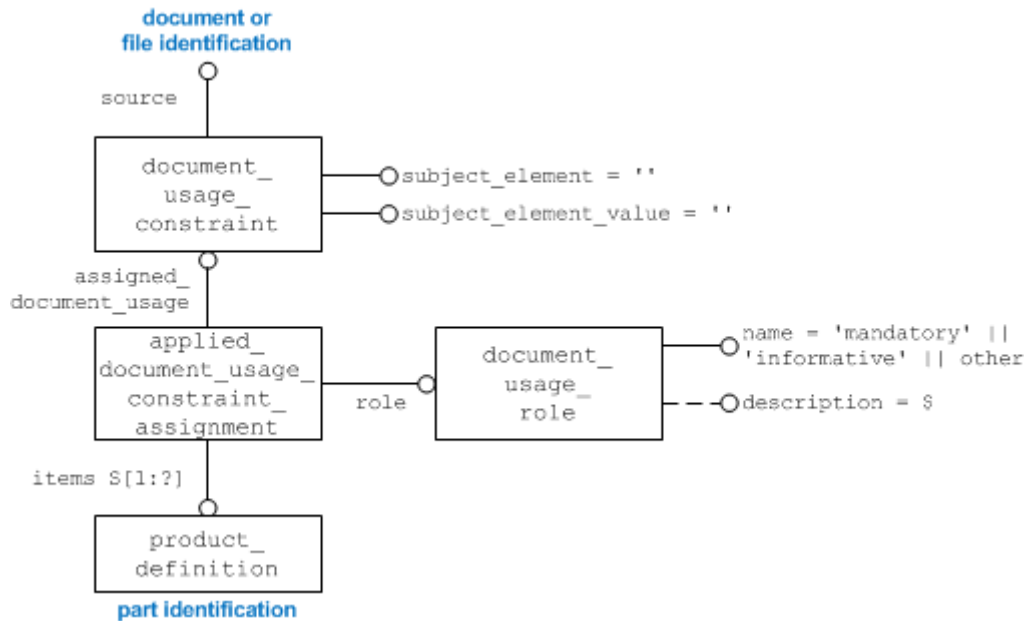 document or
file identification
source
document_
usage_
constraint
subject_element = ''
subject_element_value = ''
assigned_
document_usage
applied_
document_usage_
constraint_
assignment
role
document_
usage_
role
name = 'mandatory' ||
'informative' || other
description = $
items S[1:?]
product_
definition
part identification